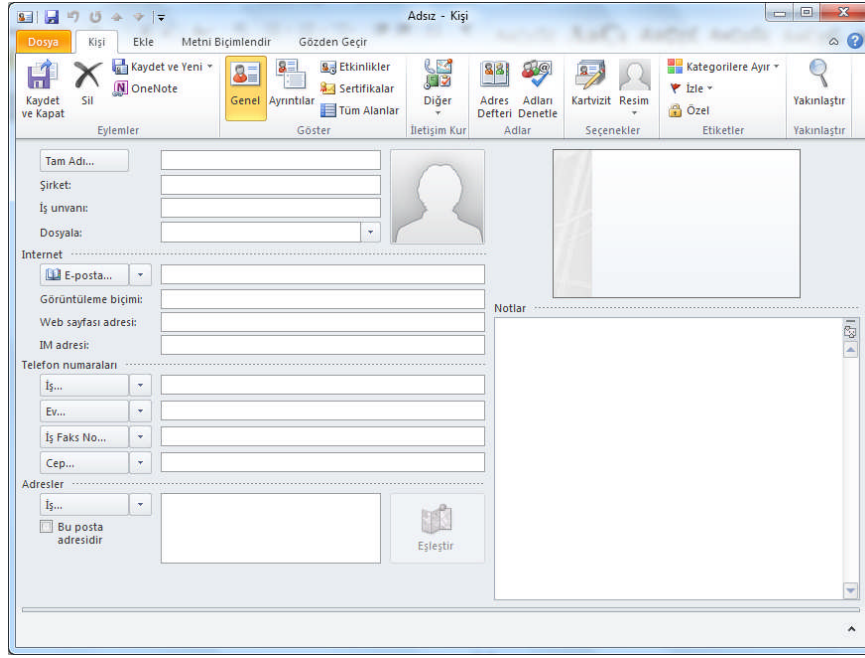 Adsız - Kişi
Dosya Kişi Ekle Metni Biçimlendir Gözden Geçir
Kaydet ve Kapat
Sil
Kaydet ve Yeni
OneNote
Eylemler
Genel
Ayrıntılar
Etkinlikler
Sertifikalar
Tüm Alanlar
Göster
Diğer
İletişim Kur
Adres Defteri
Adları Denetle
Adlar
Kartvizit
Resim
Seçenekler
Kategorilere Ayır
İzle
Özel
Etiketler
Yakınlaştır
Yakınlaştır
Tam Adı...
Şirket:
İş unvanı:
Dosyala:
Internet
E-posta...
Görüntüleme biçimi:
Web sayfası adresi:
IM adresi:
Telefon numaraları
İş...
Ev...
İş Faks No...
Cep...
Adresler
İş...
Bu posta
adresidir
Eşleştir
Notlar